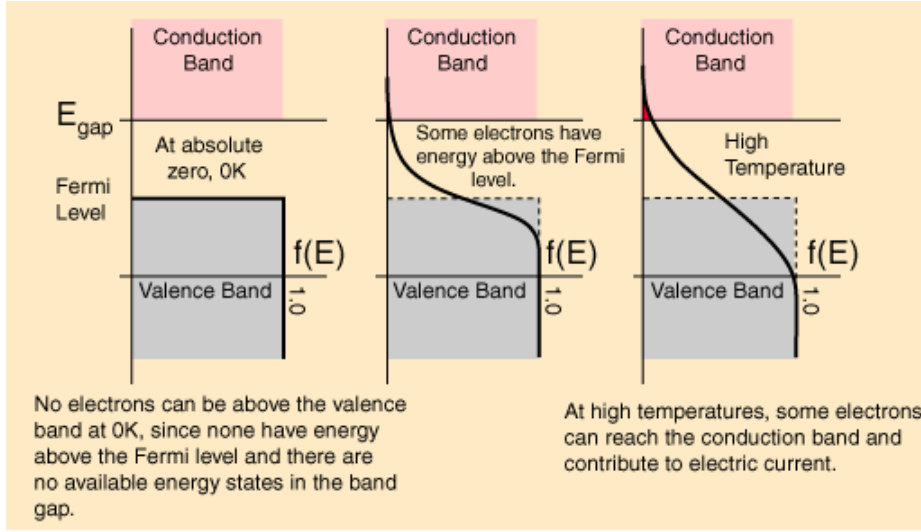 Conduction
Band
E gap
At absolute
zero, 0K
Fermi
Level
f(E)
Valence Band
1.0
Conduction
Band
Some electrons have
energy above the Fermi
level.
f(E)
Valence Band
1.0
Conduction
Band
High
Temperature
f(E)
Valence Band
1.0
No electrons can be above the valence
band at 0K, since none have energy
above the Fermi level and there are
no available energy states in the band
gap.
At high temperatures, some electrons
can reach the conduction band and
contribute to electric current.